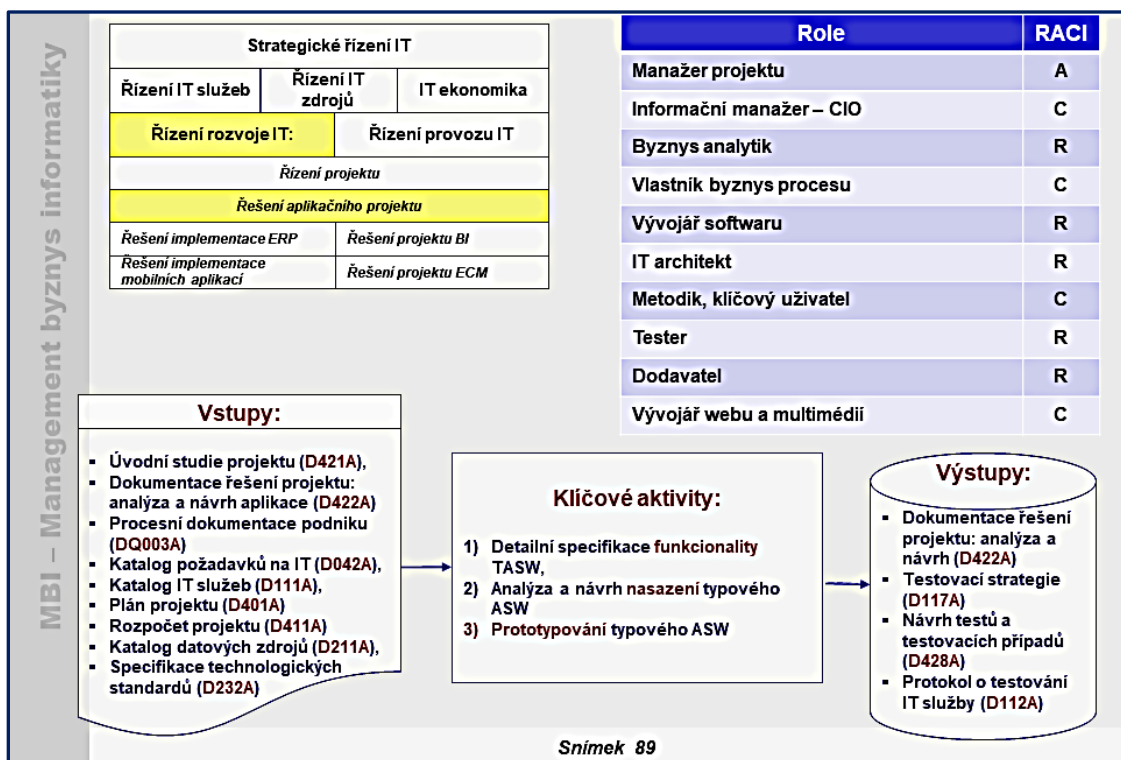 MBI – Management byznys informatiky
Strategické řízení IT
Řízení IT služeb
Řízení IT
zdrojů
IT ekonomika
Řízení rozvoje IT:
Řízení provozu IT
Řízení projektu
Řešení aplikačního projektu
Řešení implementace ERP
Řešení projektu BI
Řešení implementace
mobilních aplikací
Řešení projektu ECM
Role RACI
Manažer projektu A
Informační manažer – CIO C
Byznys analytik R
Vlastník byznys procesu C
Vývojář softwaru R
IT architekt R
Metodik, klíčový uživatel C
Tester R
Dodavatel R
Vývojář webu a multimédií C
Vstupy:
▪ Úvodní studie projektu (D421A),
▪ Dokumentace řešení projektu:
analýza a návrh aplikace (D422A)
▪ Procesní dokumentace podniku
(DQ003A)
▪ Katalog požadavků na IT (D042A),
▪ Katalog IT služeb (D111A),
▪ Plán projektu (D401A)
▪ Rozpočet projektu (D411A)
▪ Katalog datových zdrojů (D211A),
▪ Specifikace technologických
standardů (D232A)
Klíčové aktivity:
1) Detailní specifikace funkcionality
TASW,
2) Analýza a návrh nasazení typového
ASW
3) Prototypování typového ASW
Výstupy:
▪ Dokumentace řešení
projektu: analýza a
návrh (D422A)
▪ Testovací strategie
(D117A)
▪ Návrh testů a
testovacích případů
(D428A)
▪ Protokol o testování
IT služby (D112A)
Snímek 89